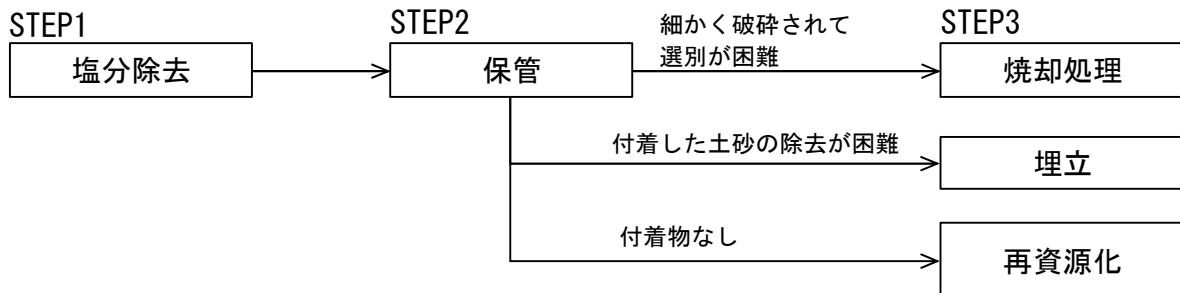 STEP1
塩分除去
STEP2
保管
細かく破砕されて
選別が困難
STEP3
焼却処理
付着した土砂の除去が困難
埋立
付着物なし
再資源化